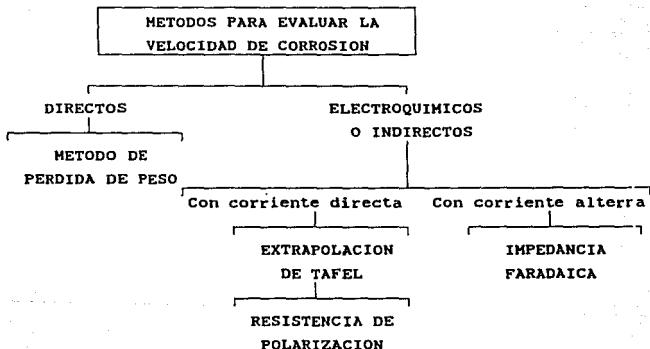 METODOS PARA EVALUAR LA
VELOCIDAD DE CORROSION
DIRECTOS
ELECTROQUIMICOS
O INDIRECTOS
METODO DE
PERDIDA DE PESO
Con corriente directa
Con corriente alterra
EXTRAPOLACION
DE TAFEL
IMPEDANCIA
FARADAICA
RESISTENCIA DE
POLARIZACION